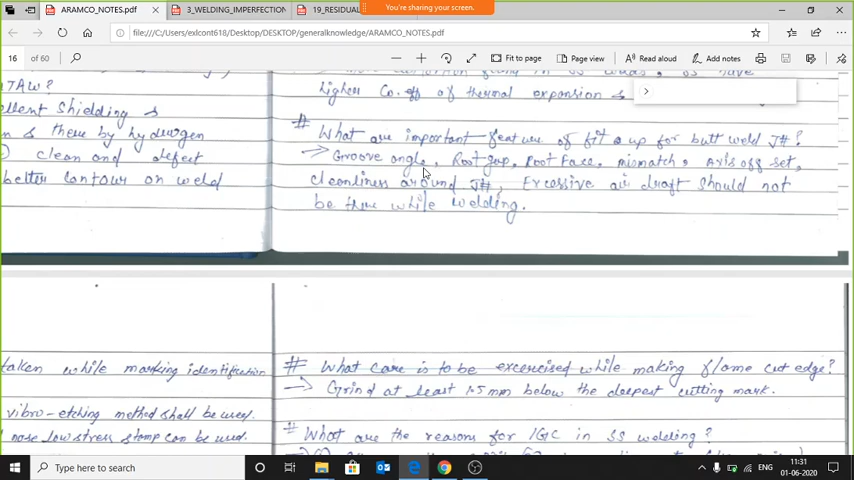 ARAMCO_NOTES.pdf
3_WELDING_IMPERFECTION
19_RESIDUAL
You're sharing your screen.
file:///C:/Users/exlcont618/Desktop/DESKTOP/generalknowledge/ARAMCO_NOTES.pdf
16 of 60
Fit to page
Page view
Read aloud
Add notes
TAW?
ellent shielding &
n & there by hydrogen
clean and defect
better contour on weld
higher Co. eff of thermal expansion &
# What are important feature of fit up for butt weld J#?
→ Groove angle, Root gap, Root Face, mismatch, Axis off set,
cleanliness around J#, Excessive air draft should not
be there while welding.
taken while marking identification
vibro-etching method shall be used.
nose low stress stamp can be used.
# What care is to be excercised while making flame cut edge?
→ Grind at least 1.5 mm below the deepest cutting mark.
# What are the reasons for IGC in SS welding?
Type here to search
ENG
11:31
01-06-2020